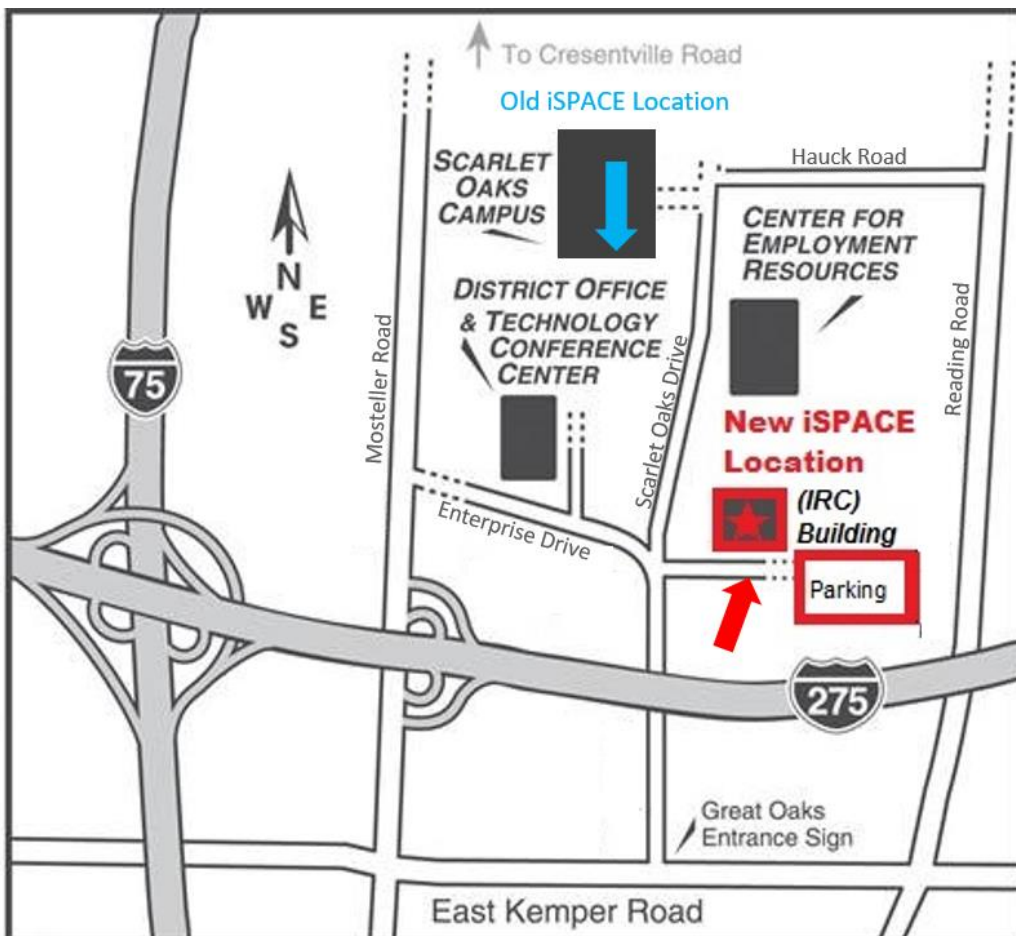 To Cresentville Road
Old iSPACE Location
Hauck Road
SCARLET
OAKS
CAMPUS
CENTER FOR
EMPLOYMENT
RESOURCES
N
W E
S
DISTRICT OFFICE
& TECHNOLOGY
CONFERENCE
CENTER
75
Mosteller Road
Scarlet Oaks Drive
Reading Road
New iSPACE
Location
(IRC)
Building
Enterprise Drive
Parking
275
Great Oaks
Entrance Sign
East Kemper Road